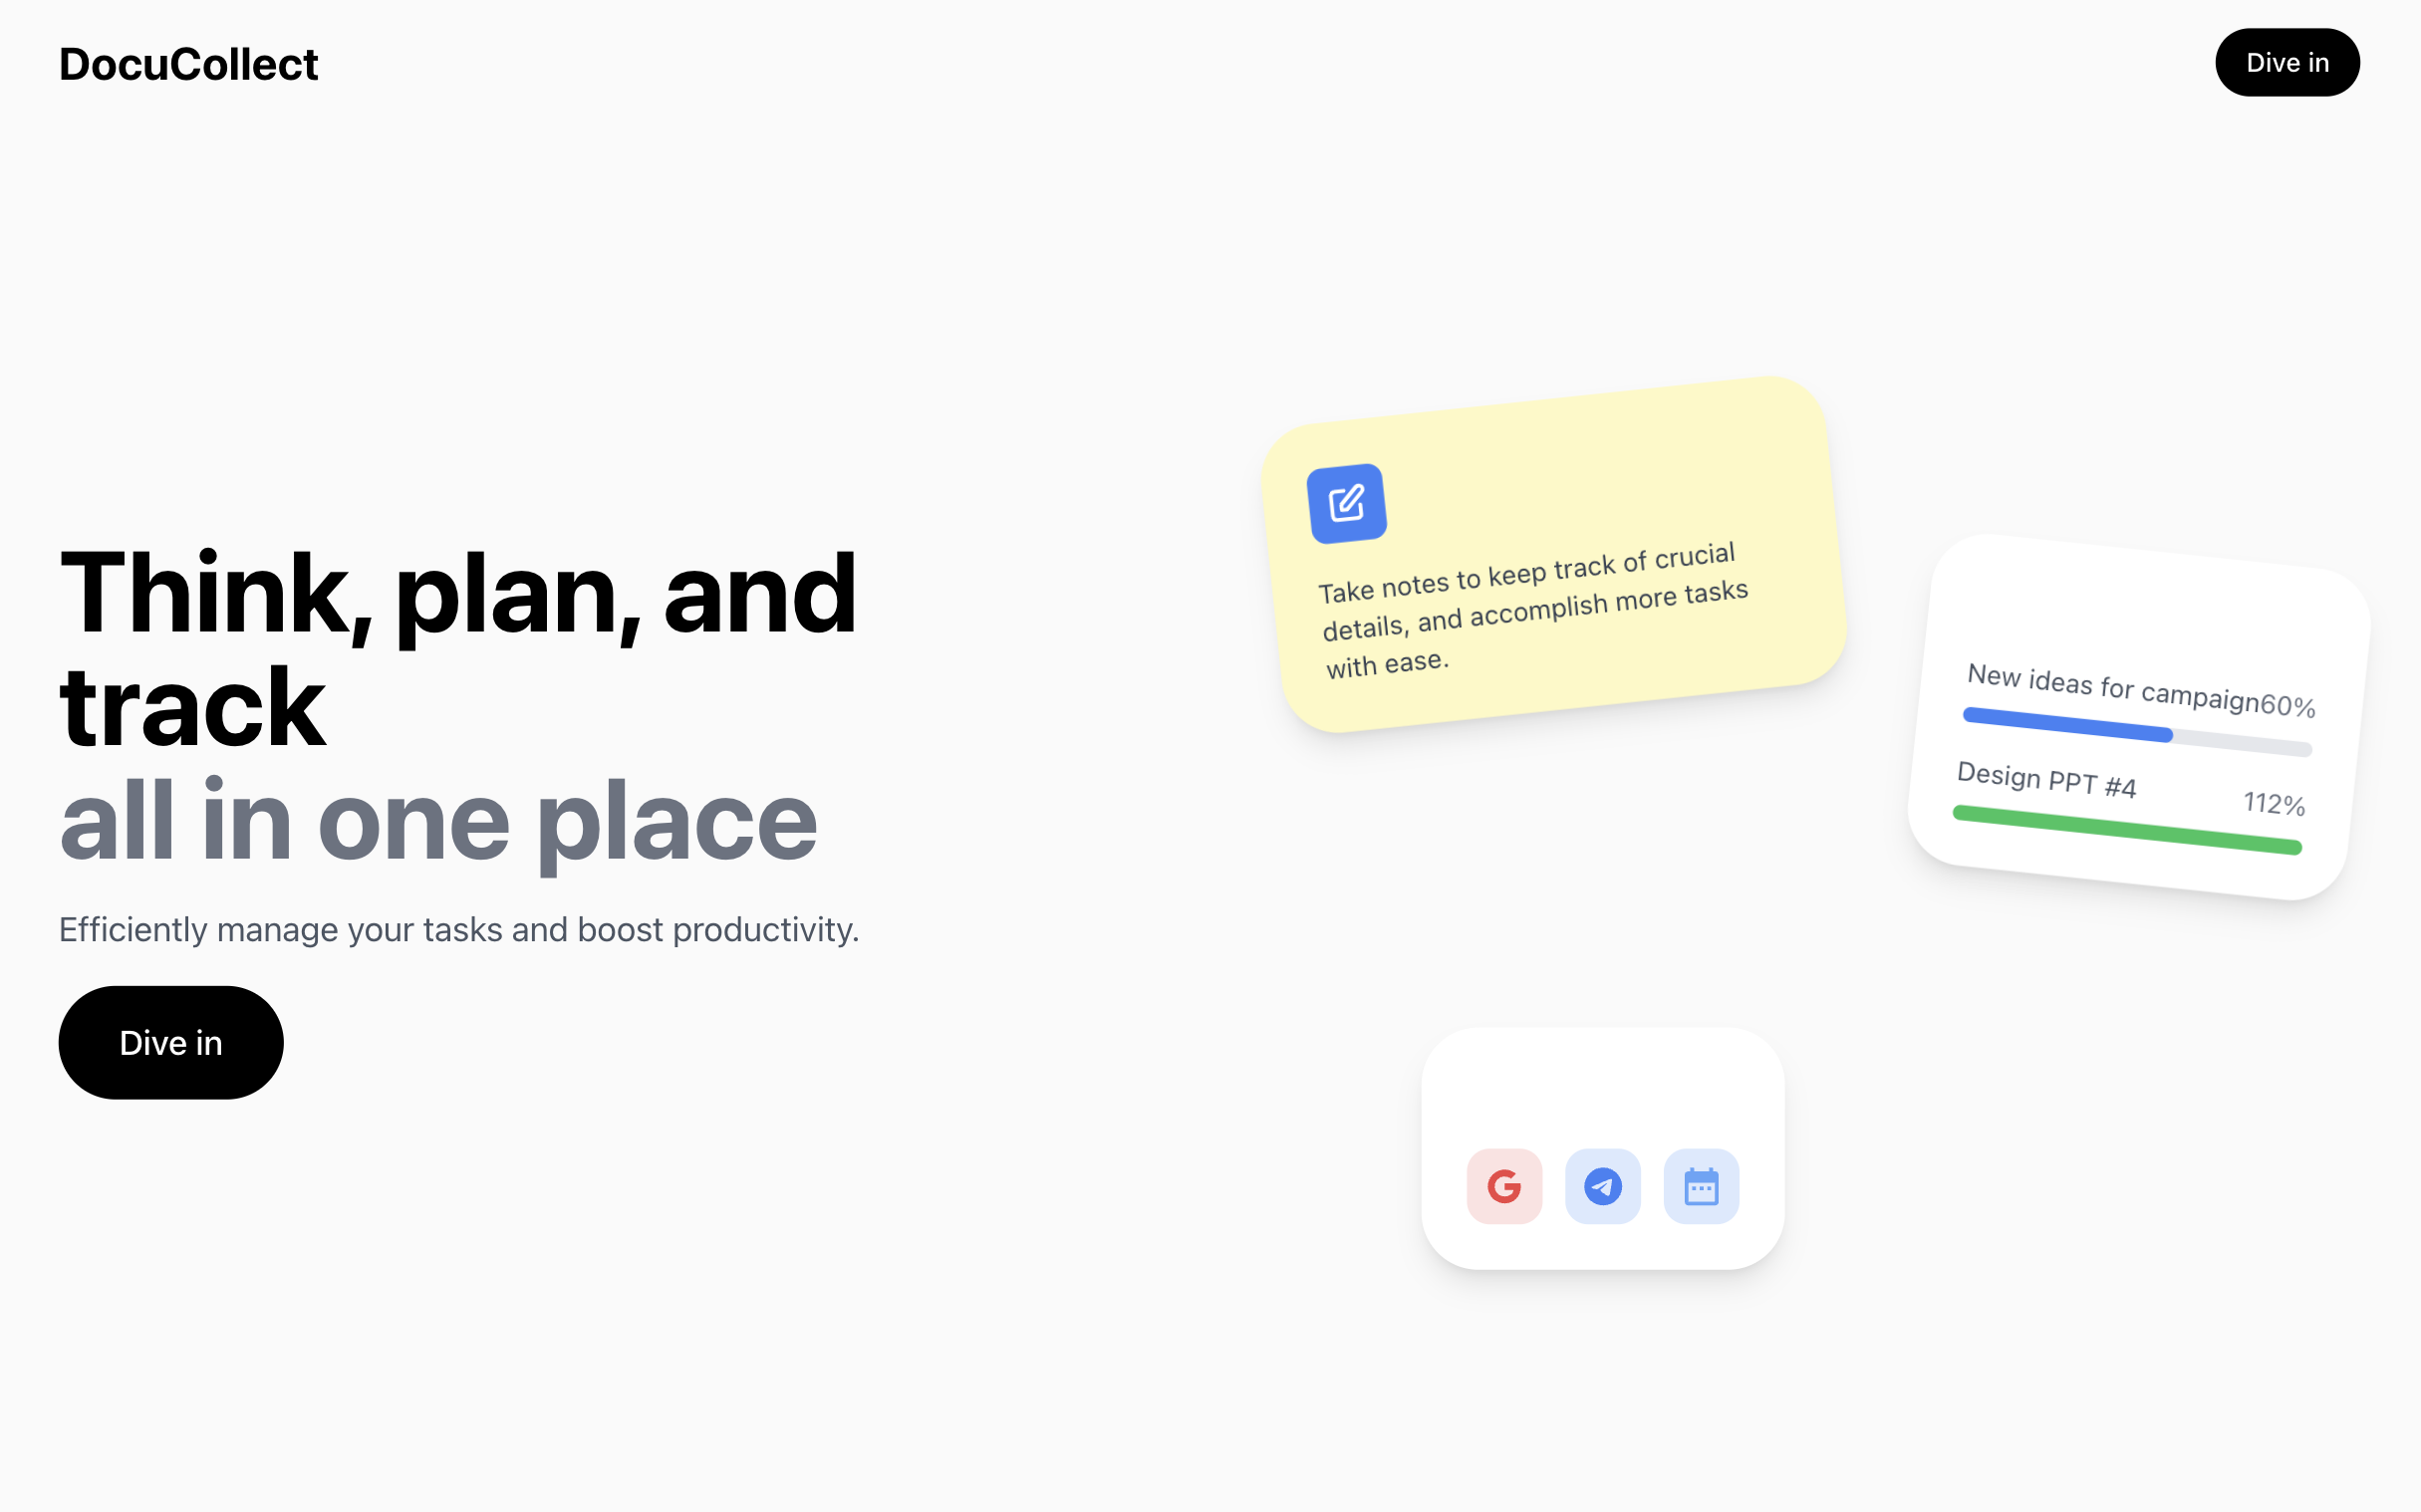 DocuCollect
Dive in
Think, plan, and
track
all in one place
Efficiently manage your tasks and boost productivity.
Dive in
Take notes to keep track of crucial
details, and accomplish more tasks
with ease.
New ideas for campaign60%
Design PPT #4 112%